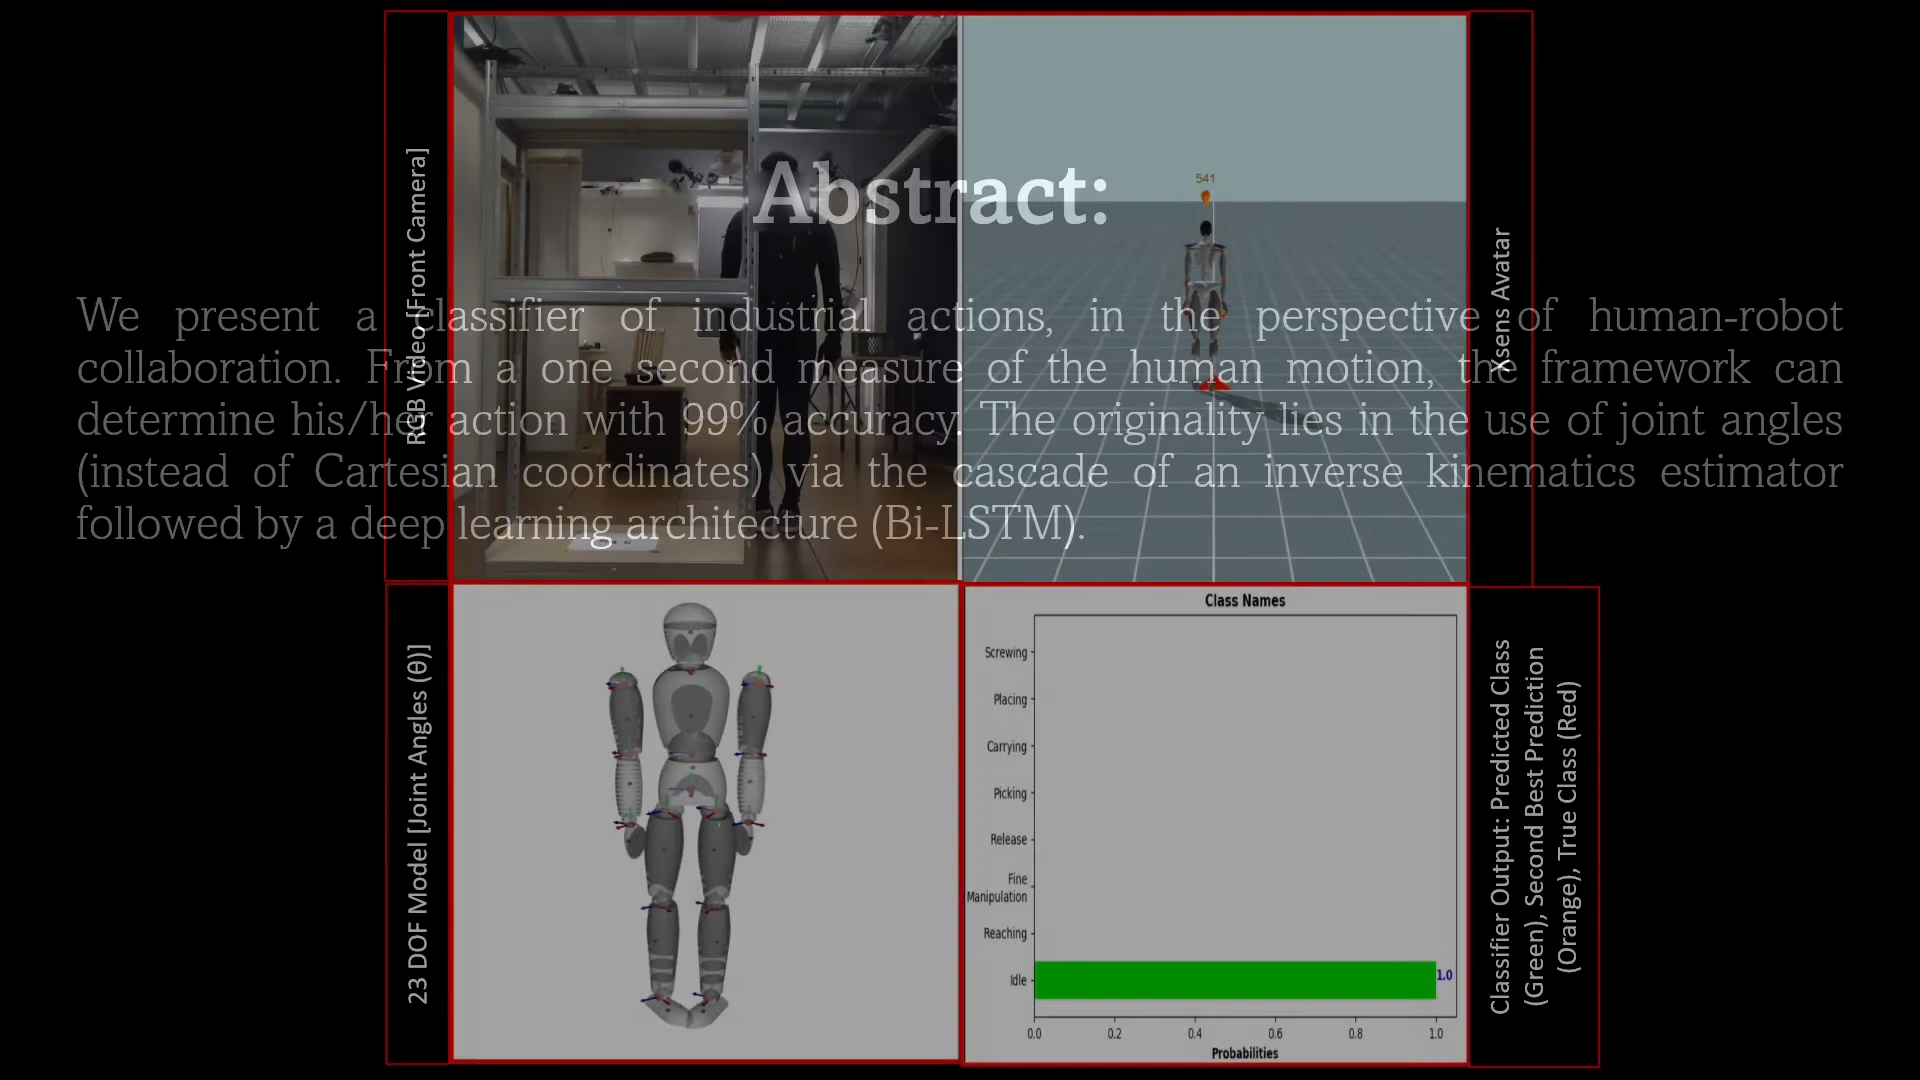 Abstract:
We present a classifier of industrial actions, in the perspective of human-robot
collaboration. From a one second measure of the human motion, the framework can
determine his/her action with 99% accuracy. The originality lies in the use of joint angles
(instead of Cartesian coordinates) via the cascade of an inverse kinematics estimator
followed by a deep learning architecture (Bi-LSTM).
RGB Video [Front Camera]
541
Xsens Avatar
23 DOF Model [Joint Angles (θ)]
Class Names
Screwing
Placing
Carrying
Picking
Release
Fine
Manipulation
Reaching
Idle
1.0
0.0 0.2 0.4 0.6 0.8 1.0
Probabilities
Classifier Output: Predicted Class
(Green), Second Best Prediction
(Orange), True Class (Red)